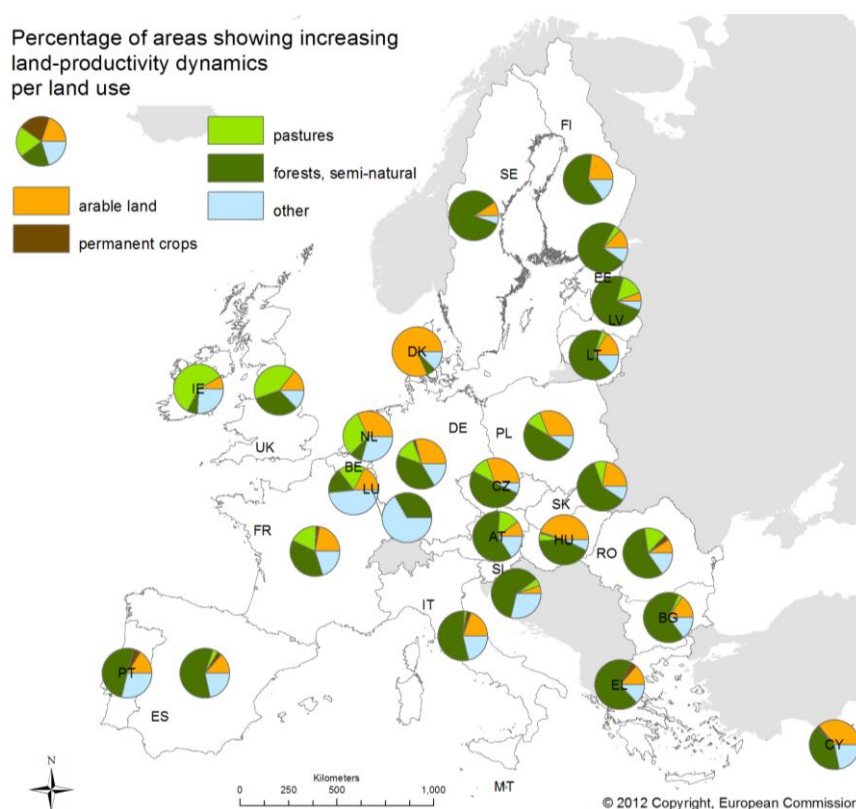 Percentage of areas showing increasing
land-productivity dynamics
per land use
pastures
forests, semi-natural
arable land
other
permanent crops
FI
SE
EE
LV
LT
DK
IE
UK
NL
DE
PL
BE
LU
CZ
SK
FR
AT
HU
RO
SI
IT
BG
PT
ES
EL
CY
MT
N
Kilometers
0 250 500 1,000
© 2012 Copyright, European Commission